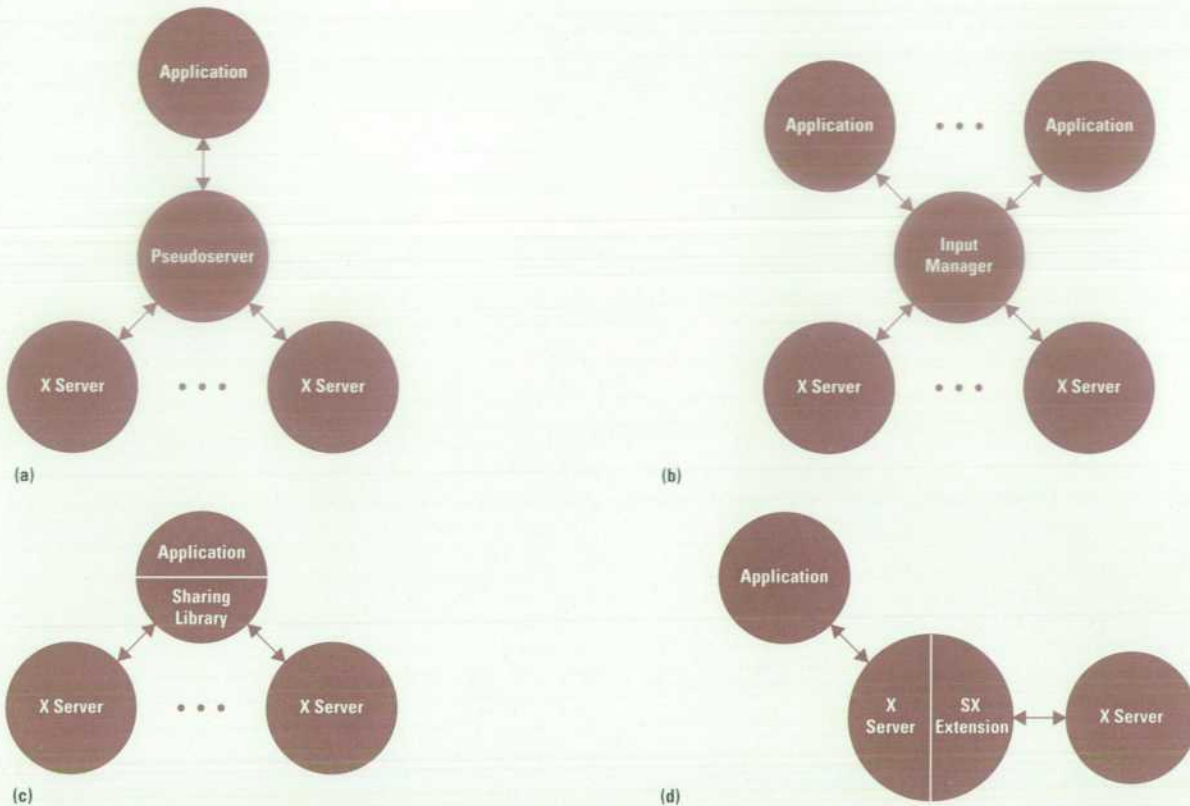 Application
Pseudoserver
X Server
• • •
X Server
(a)
Application
• • •
Application
Input
Manager
X Server
• • •
X Server
(b)
Application
Sharing
Library
X Server
• • •
X Server
(c)
Application
X
Server
SX
Extension
X Server
(d)